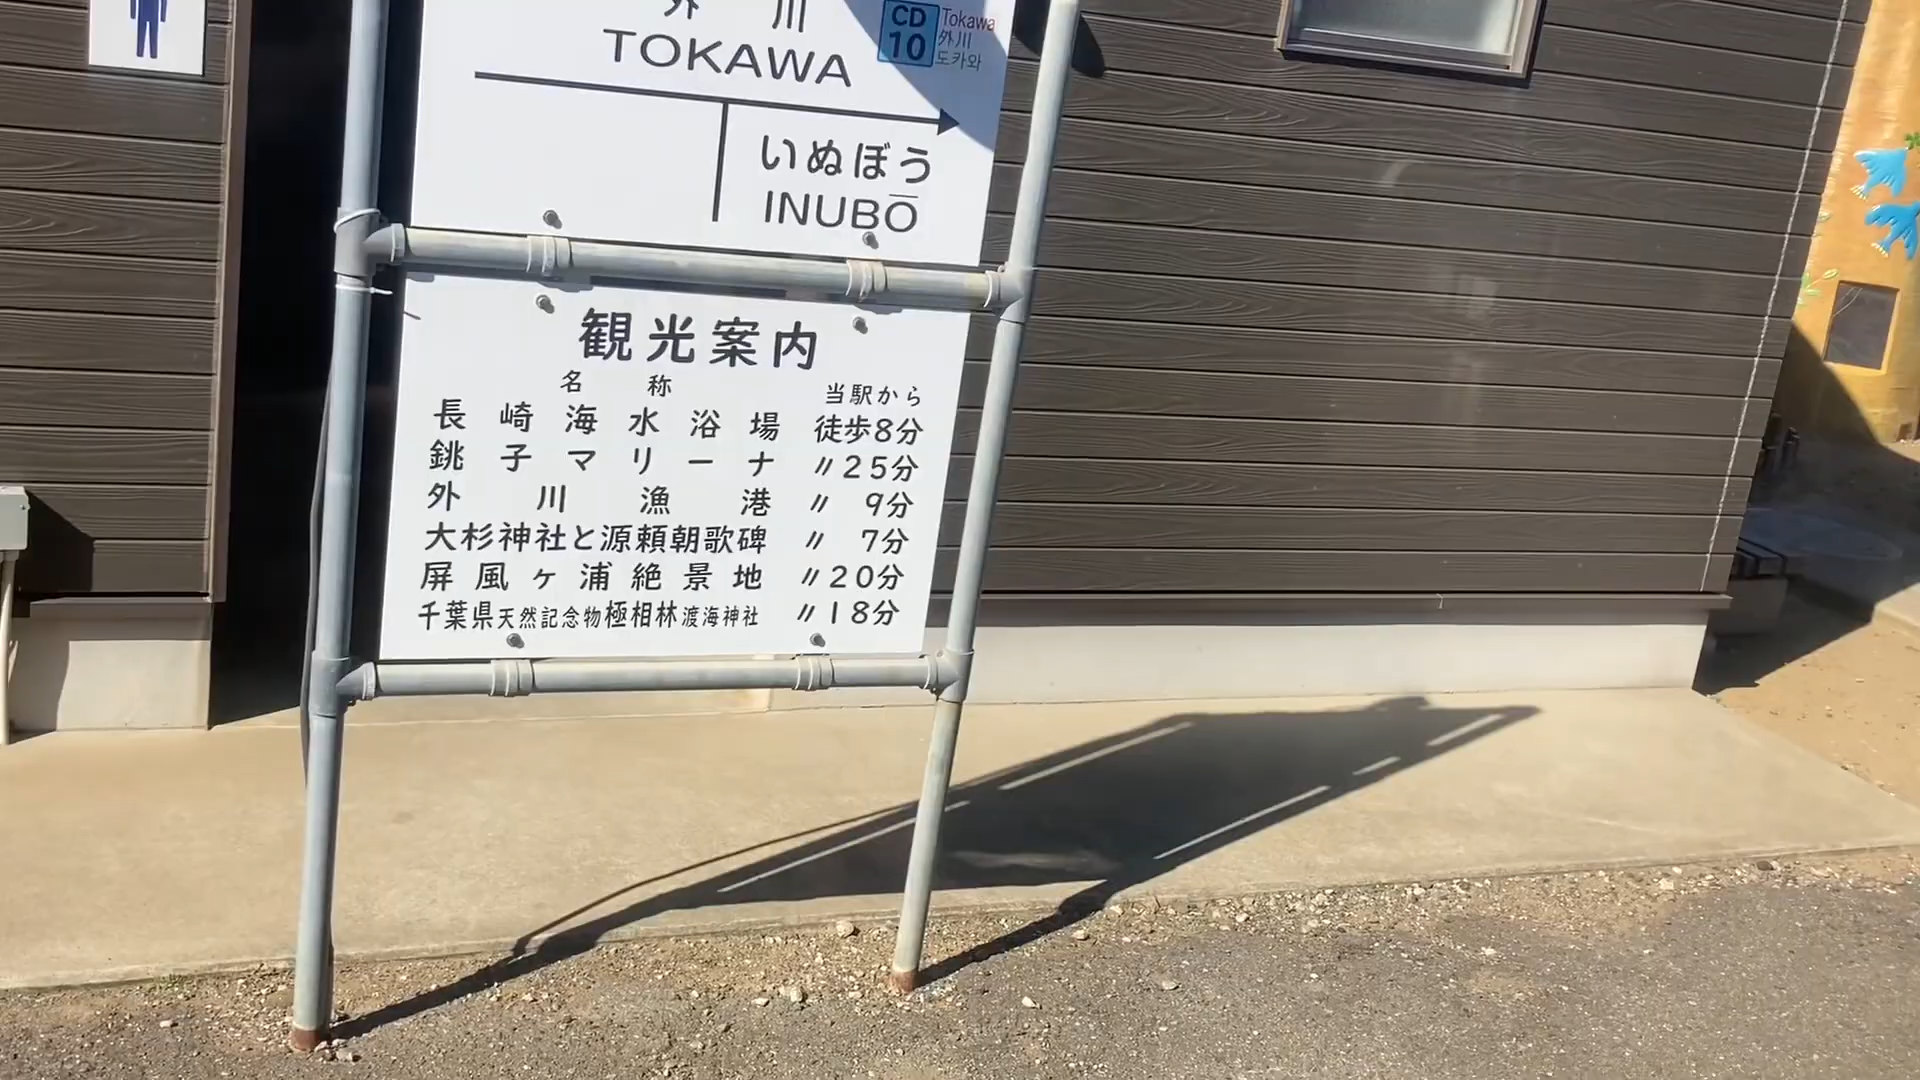 外川
TOKAWA
CD
10
Tokawa
外川
도카와
いぬぼう
INUBŌ
観光案内
名称 当駅から
長崎海水浴場 徒歩8分
銚子マリーナ 〃25分
外川漁港 〃 9分
大杉神社と源頼朝歌碑 〃 7分
屏風ヶ浦絶景地 〃20分
千葉県天然記念物極相林渡海神社 〃18分